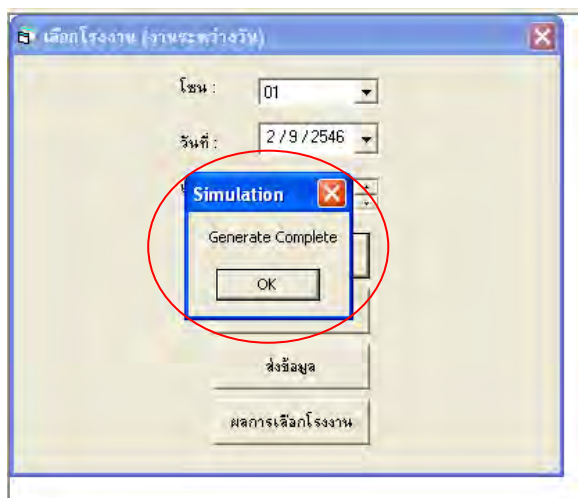 เลือกโรงงาน (งานระหว่างวัน)
โซน : 01
วันที่ : 2 / 9 / 2546
Simulation
Generate Complete
OK
ส่งข้อมูล
ผลการเลือกโรงงาน